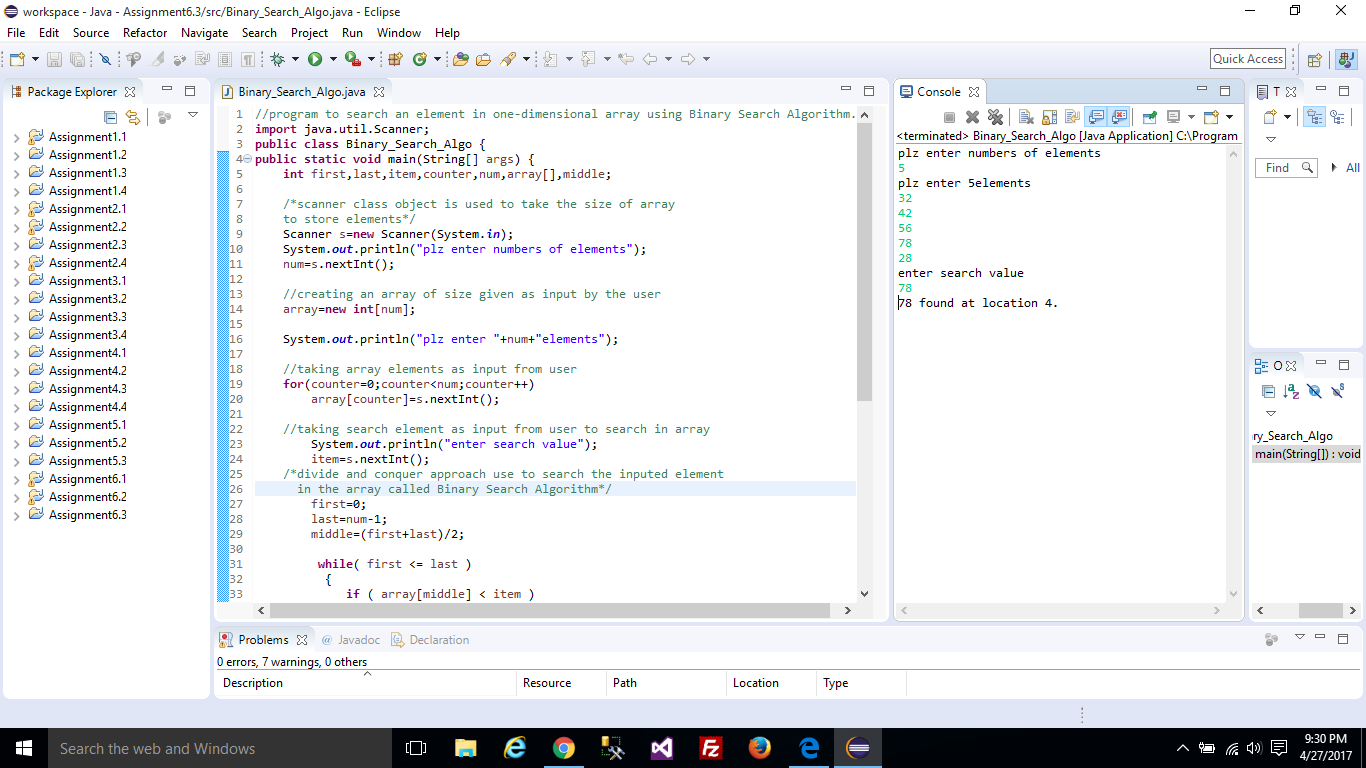 workspace - Java - Assignment6.3/src/Binary_Search_Algo.java - Eclipse
File Edit Source Refactor Navigate Search Project Run Window Help
Quick Access
Package Explorer
Assignment1.1
Assignment1.2
Assignment1.3
Assignment1.4
Assignment2.1
Assignment2.2
Assignment2.3
Assignment2.4
Assignment3.1
Assignment3.2
Assignment3.3
Assignment3.4
Assignment4.1
Assignment4.2
Assignment4.3
Assignment4.4
Assignment5.1
Assignment5.2
Assignment5.3
Assignment6.1
Assignment6.2
Assignment6.3
Binary_Search_Algo.java
1 //program to search an element in one-dimensional array using Binary Search Algorithm.
2 import java.util.Scanner;
3 public class Binary_Search_Algo {
4 public static void main(String[] args) {
5 int first,last,item,counter,num,array[],middle;
6
7 /*scanner class object is used to take the size of array
8 to store elements*/
9 Scanner s=new Scanner(System.in);
10 System.out.println("plz enter numbers of elements");
11 num=s.nextInt();
12
13 //creating an array of size given as input by the user
14 array=new int[num];
15
16 System.out.println("plz enter "+num+"elements");
17
18 //taking array elements as input from user
19 for(counter=0;counter<num;counter++)
20 array[counter]=s.nextInt();
21
22 //taking search element as input from user to search in array
23 System.out.println("enter search value");
24 item=s.nextInt();
25 /*divide and conquer approach use to search the inputed element
26 in the array called Binary Search Algorithm*/
27 first=0;
28 last=num-1;
29 middle=(first+last)/2;
30
31 while( first <= last )
32 {
33 if ( array[middle] < item )
Console
<terminated> Binary_Search_Algo [Java Application] C:\Program
plz enter numbers of elements
5
plz enter 5elements
32
42
56
78
28
enter search value
78
78 found at location 4.
T
Find
All
O
ry_Search_Algo
main(String[]) : void
Problems @ Javadoc Declaration
0 errors, 7 warnings, 0 others
Description Resource Path Location Type
Search the web and Windows
9:30 PM
4/27/2017